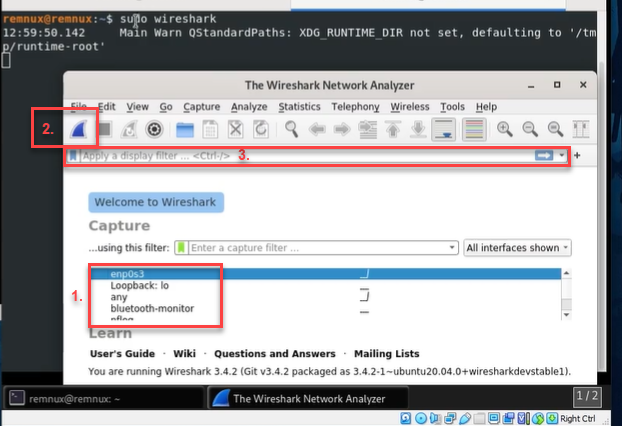 remnux@remnux:~$ sudo wireshark
12:59:50.142 Main Warn QStandardPaths: XDG_RUNTIME_DIR not set, defaulting to '/tm
p/runtime-root'
The Wireshark Network Analyzer
File Edit View Go Capture Analyze Statistics Telephony Wireless Tools Help
2.
Apply a display filter ... <Ctrl-/> 3. +
Welcome to Wireshark
Capture
...using this filter: Enter a capture filter ... All interfaces shown
1.
enp0s3
Loopback: lo
any
bluetooth-monitor
nflog
Learn
User's Guide · Wiki · Questions and Answers · Mailing Lists
You are running Wireshark 3.4.2 (Git v3.4.2 packaged as 3.4.2-1~ubuntu20.04.0+wiresharkdevstable1).
remnux@remnux: ~ The Wireshark Network Analyzer 1 / 2
Right Ctrl